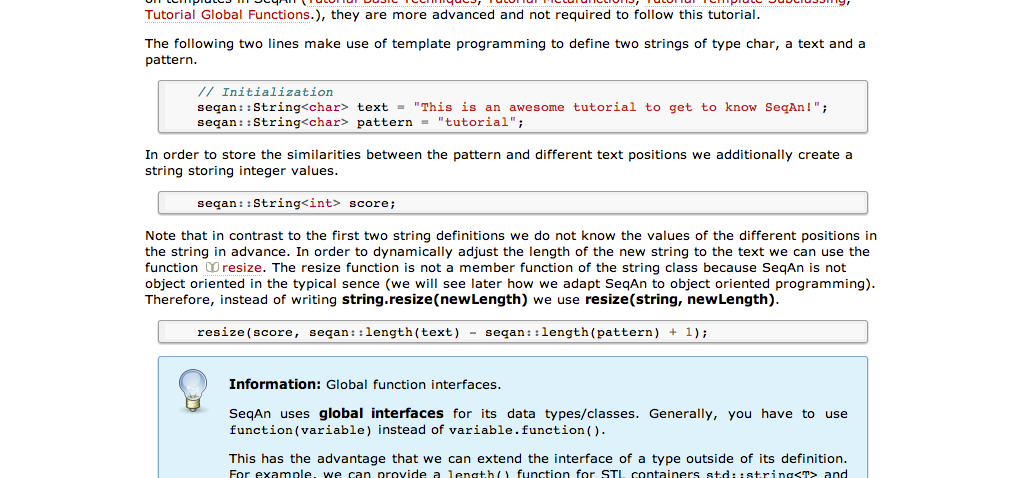 on templates in SeqAn (Tutorial Basic Techniques, Tutorial Metafunctions, Tutorial Template Subclassing,
Tutorial Global Functions.), they are more advanced and not required to follow this tutorial.
The following two lines make use of template programming to define two strings of type char, a text and a
pattern.
// Initialization
seqan::String<char> text = "This is an awesome tutorial to get to know SeqAn!";
seqan::String<char> pattern = "tutorial";
In order to store the similarities between the pattern and different text positions we additionally create a
string storing integer values.
seqan::String<int> score;
Note that in contrast to the first two string definitions we do not know the values of the different positions in
the string in advance. In order to dynamically adjust the length of the new string to the text we can use the
function resize. The resize function is not a member function of the string class because SeqAn is not
object oriented in the typical sence (we will see later how we adapt SeqAn to object oriented programming).
Therefore, instead of writing string.resize(newLength) we use resize(string, newLength).
resize(score, seqan::length(text) - seqan::length(pattern) + 1);
Information: Global function interfaces.
SeqAn uses global interfaces for its data types/classes. Generally, you have to use
function(variable) instead of variable.function().
This has the advantage that we can extend the interface of a type outside of its definition.
For example, we can provide a length() function for STL containers std::string<T> and